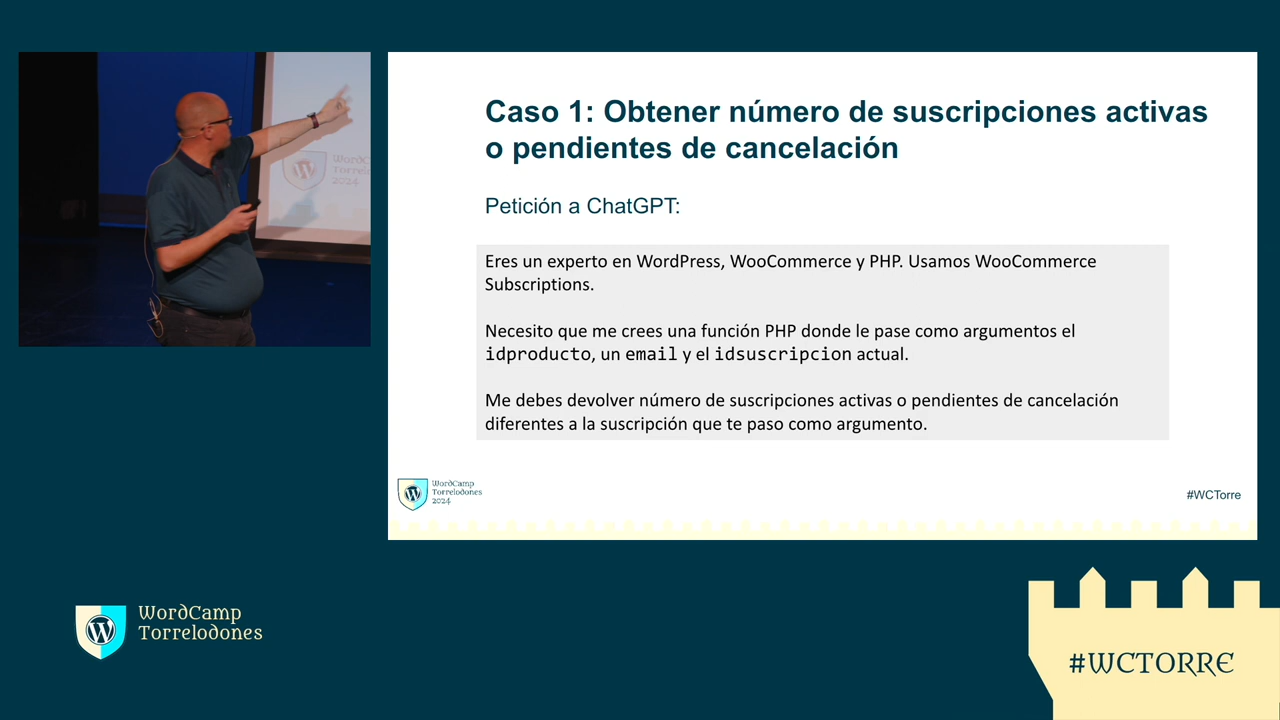 WordCamp
Torrelo
2024
Caso 1: Obtener número de suscripciones activas
o pendientes de cancelación
Petición a ChatGPT:
Eres un experto en WordPress, WooCommerce y PHP. Usamos WooCommerce
Subscriptions.
Necesito que me crees una función PHP donde le pase como argumentos el
idproducto, un email y el idsuscripcion actual.
Me debes devolver número de suscripciones activas o pendientes de cancelación
diferentes a la suscripción que te paso como argumento.
WordCamp
Torrelodones
2024
#WCTorre
WordCamp
Torrelodones
#WCTORRE